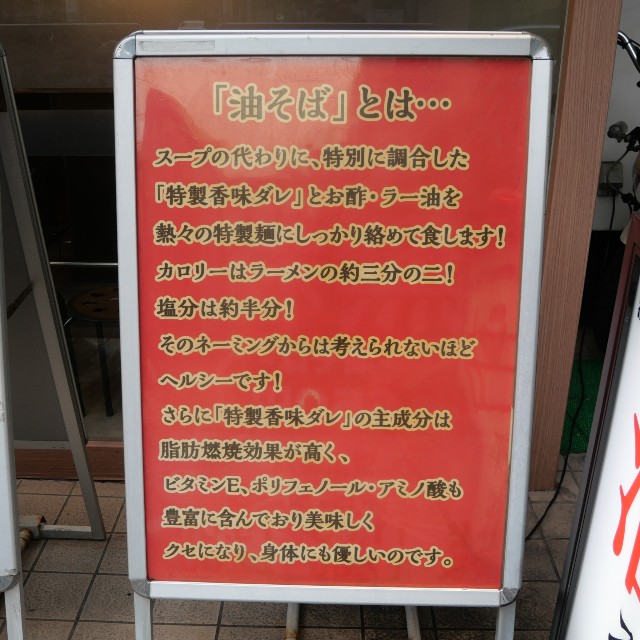 「油そば」とは…
スープの代わりに、特別に調合した
「特製香味ダレ」とお酢・ラー油を
熱々の特製麺にしっかり絡めて食します！
カロリーはラーメンの約三分の二！
塩分は約半分！
そのネーミングからは考えられないほど
ヘルシーです！
さらに「特製香味ダレ」の主成分は
脂肪燃焼効果が高く、
ビタミンE、ポリフェノール・アミノ酸も
豊富に含んでおり美味しく
クセになり、身体にも優しいのです。